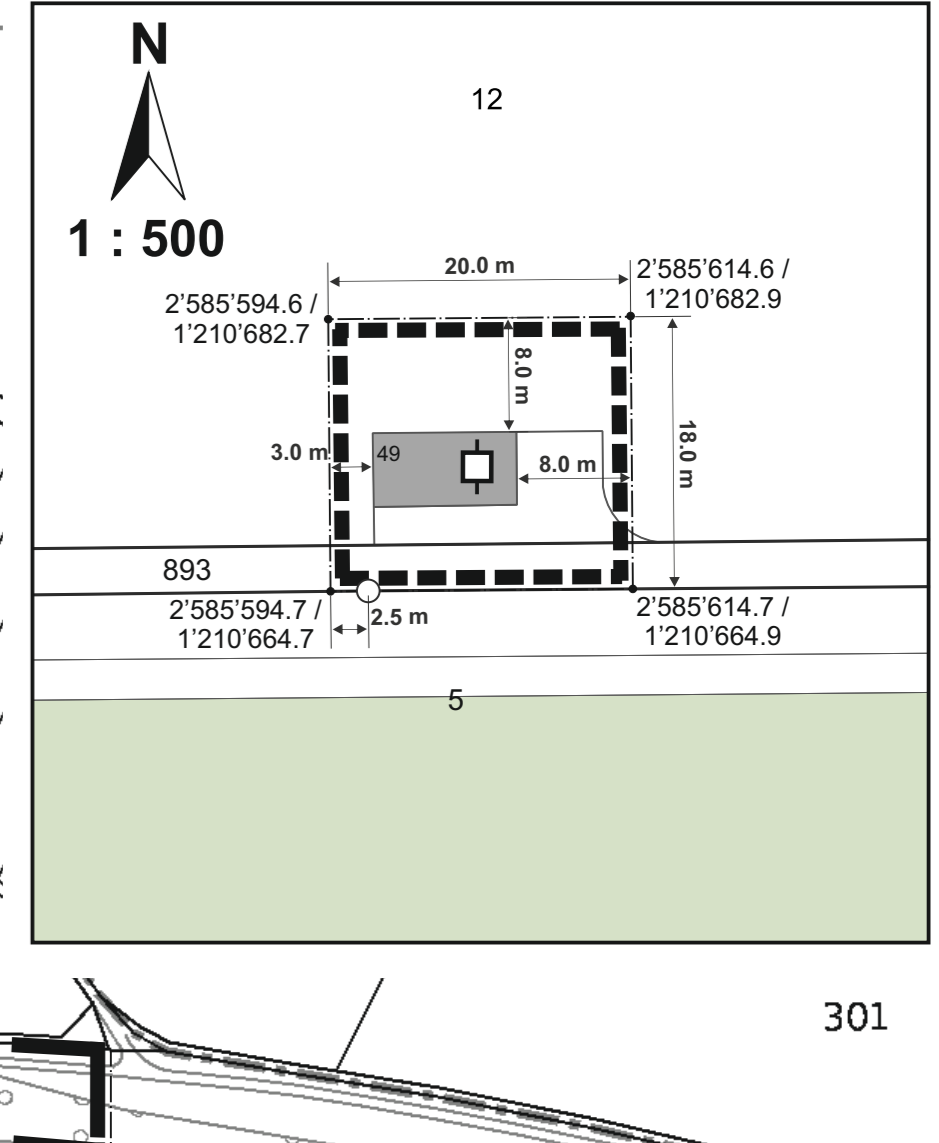 N
12
1 : 500
20.0 m
2’585’614.6 /
1’210’682.9
2’585’594.6 /
1’210’682.7
8.0 m
18.0 m
3.0 m
49
8.0 m
893
2’585’594.7 /
1’210’664.7
2.5 m
2’585’614.7 /
1’210’664.9
5
301